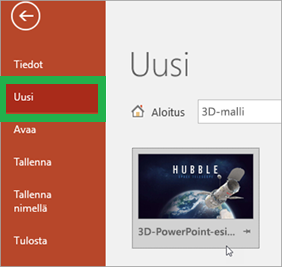 Tiedot
Uusi
Avaa
Tallenna
Tallenna
nimellä
Tulosta
Uusi
Aloitus
3D-malli
HUBBLE
3D-PowerPoint-esi...